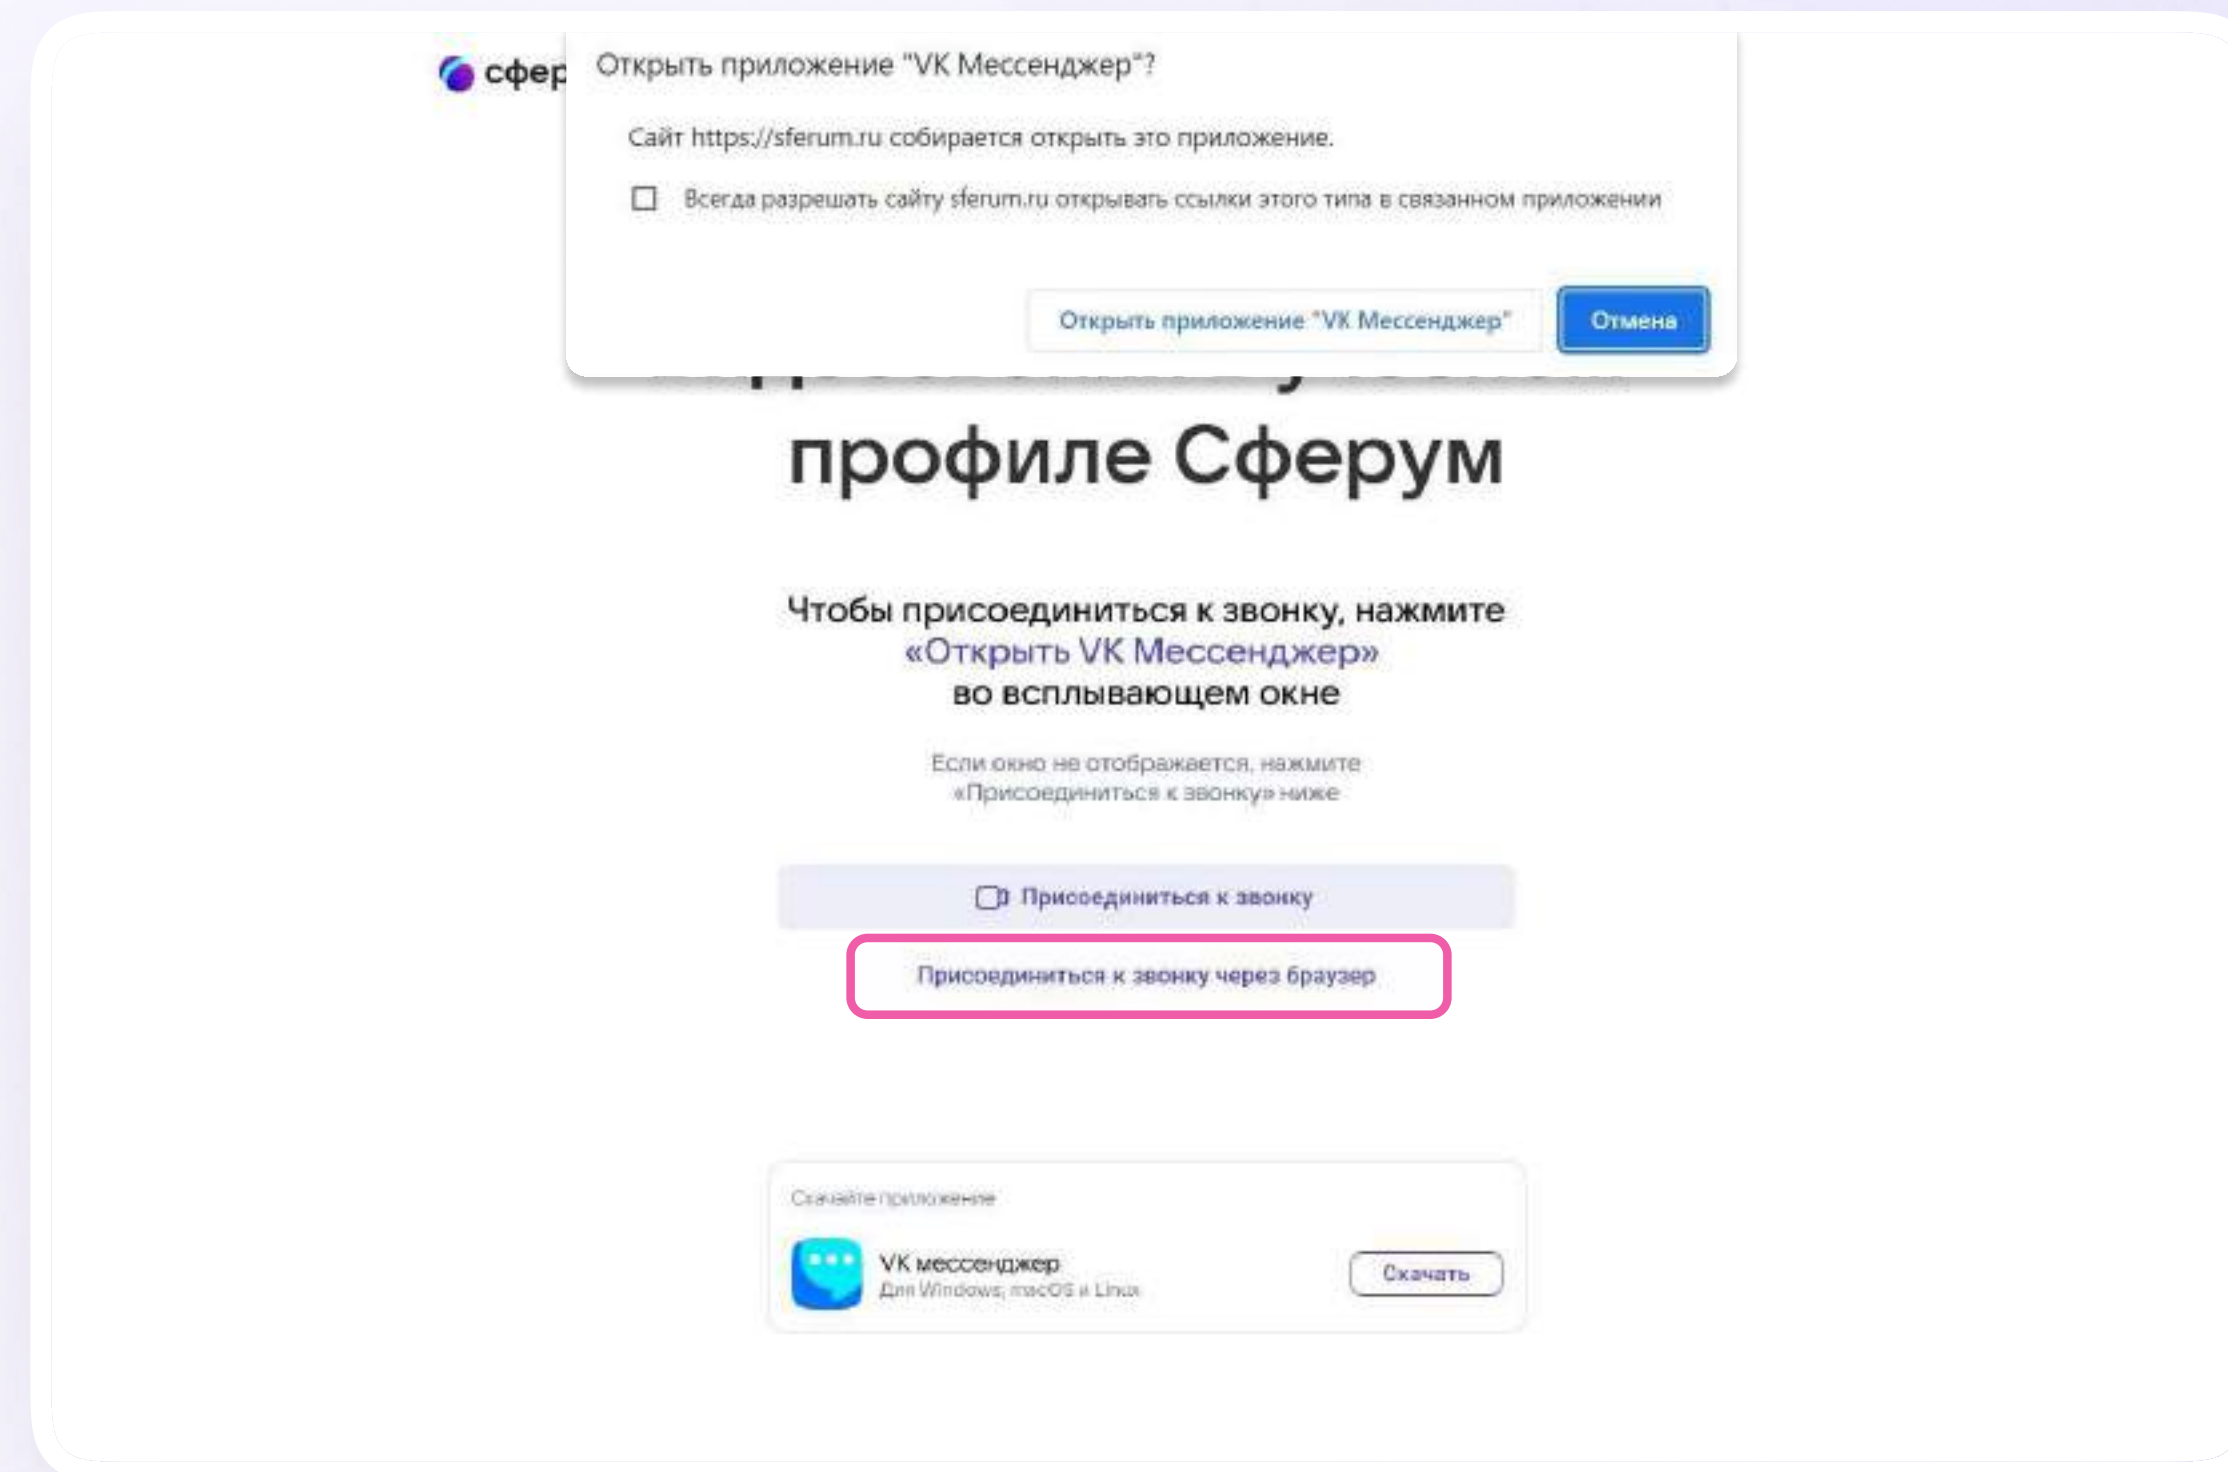 сфер
Открыть приложение "VK Мессенджер"?
Сайт https://sferum.ru собирается открыть это приложение.
Всегда разрешать сайту sferum.ru открывать ссылки этого типа в связанном приложении
Открыть приложение "VK Мессенджер"
Отмена
профиле Сферум
Чтобы присоединиться к звонку, нажмите
«Открыть VK Мессенджер»
во всплывающем окне
Если окно не отображается, нажмите
«Присоединиться к звонку» ниже
Присоединиться к звонку
Присоединиться к звонку через браузер
Скачайте приложение
VK мессенджер
Для Windows, macOS и Linux
Скачать